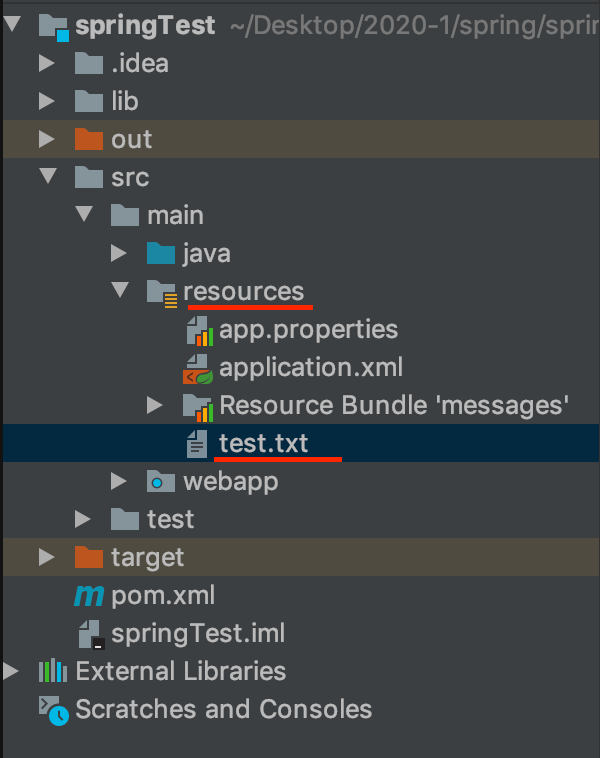 springTest ~/Desktop/2020-1/spring/sprin
.idea
lib
out
src
main
java
resources
app.properties
application.xml
Resource Bundle 'messages'
test.txt
webapp
test
target
m pom.xml
springTest.iml
External Libraries
Scratches and Consoles